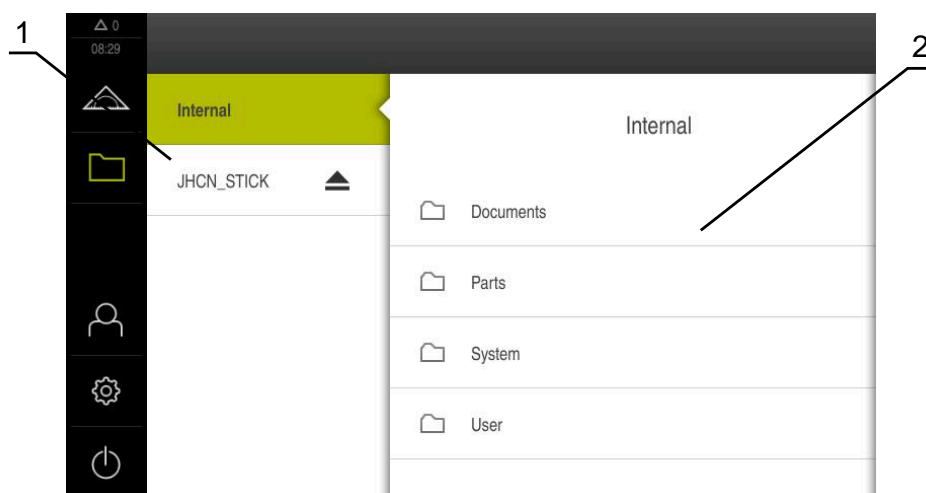 1
2
0
08:29
Internal
JHCN_STICK
Internal
Documents
Parts
System
User